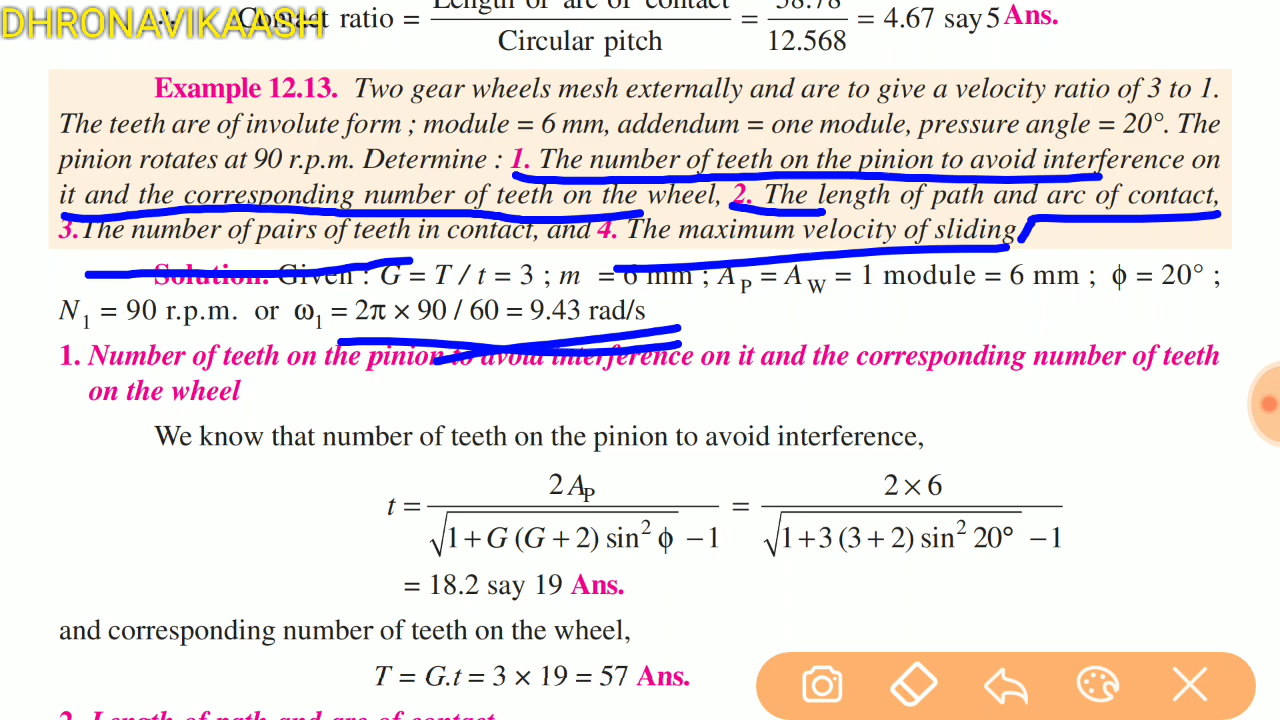 DHRONAVIKAASH
∴ Contact ratio = Length of arc of contact / Circular pitch = 58.78 / 12.568 = 4.67 say 5 Ans.
Example 12.13. Two gear wheels mesh externally and are to give a velocity ratio of 3 to 1.
The teeth are of involute form ; module = 6 mm, addendum = one module, pressure angle = 20°. The
pinion rotates at 90 r.p.m. Determine : 1. The number of teeth on the pinion to avoid interference on
it and the corresponding number of teeth on the wheel, 2. The length of path and arc of contact,
3.The number of pairs of teeth in contact, and 4. The maximum velocity of sliding.
Solution. Given : G = T / t = 3 ; m = 6 mm ; A_P = A_W = 1 module = 6 mm ; ϕ = 20° ;
N_1 = 90 r.p.m. or ω_1 = 2π × 90 / 60 = 9.43 rad/s
1. Number of teeth on the pinion to avoid interference on it and the corresponding number of teeth
on the wheel
We know that number of teeth on the pinion to avoid interference,
t = 2 A_P / (√(1 + G (G + 2) sin² ϕ) − 1) = 2 × 6 / (√(1 + 3 (3 + 2) sin² 20°) − 1)
= 18.2 say 19 Ans.
and corresponding number of teeth on the wheel,
T = G.t = 3 × 19 = 57 Ans.
2. Length of path and arc of contact